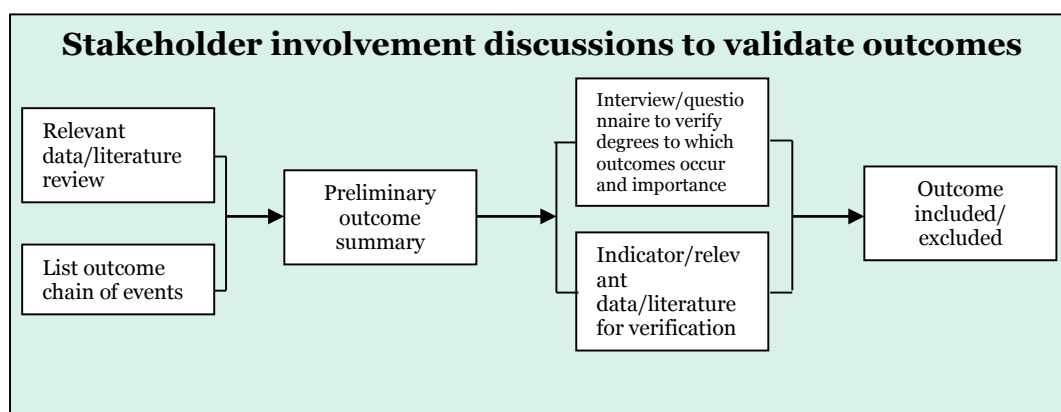 Stakeholder involvement discussions to validate outcomes
Relevant
data/literature
review
List outcome
chain of events
Preliminary
outcome
summary
Interview/questio
nnaire to verify
degrees to which
outcomes occur
and importance
Indicator/relev
ant
data/literature
for verification
Outcome
included/
excluded